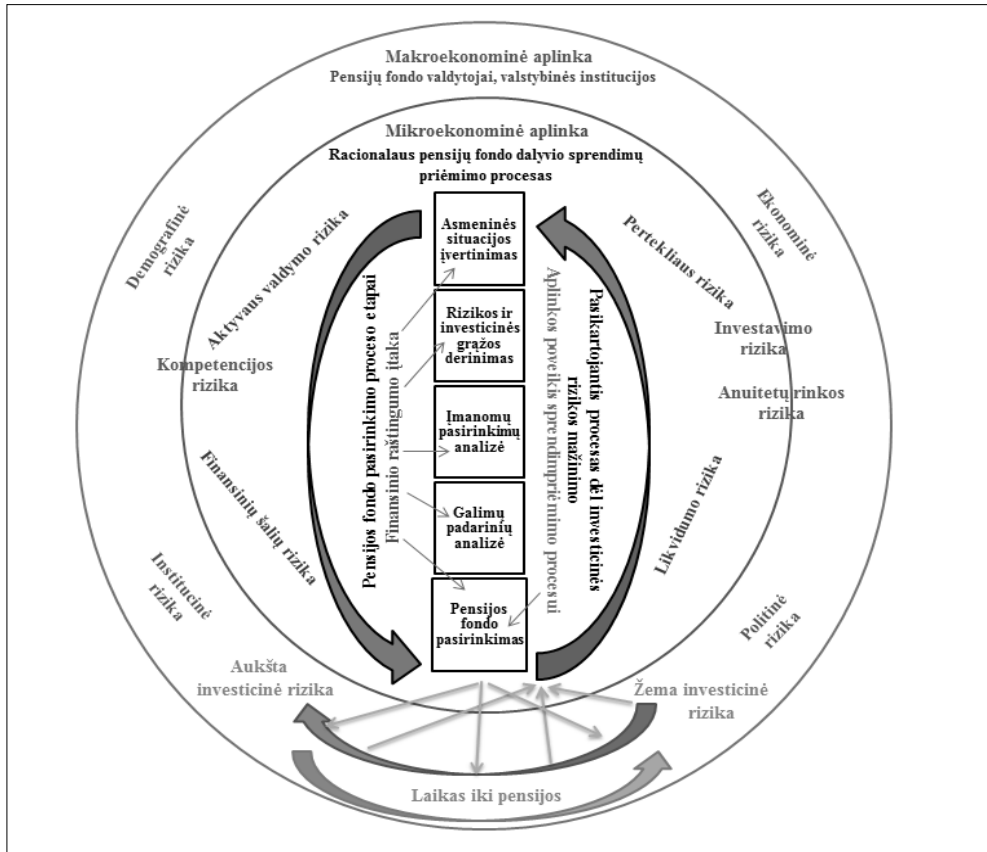 Makroekonominė aplinka
Pensijų fondo valdytojai, valstybinės institucijos
Mikroekonominė aplinka
Racionalaus pensijų fondo dalyvio sprendimų
priėmimo procesas
Demografinė
rizika
Ekonominė
rizika
Aktyvaus valdymo rizika
Pertekliaus rizika
Kompetencijos
rizika
Investavimo
rizika
Anuitetų rinkos
rizika
Finansinių šalių rizika
Likvidumo rizika
Institucinė
rizika
Politinė
rizika
Pensijos fondo pasirinkimo proceso etapai
Finansinio raštingumo įtaka
Asmeninės
situacijos
įvertinimas
Rizikos ir
investicinės
grąžos
derinimas
Įmanomų
pasirinkimų
analizė
Galimų
padarinių
analizė
Pensijos
fondo
pasirinkimas
Aplinkos poveikis sprendimpriėmimo procesui
Pasikartojantis procesas dėl investicinės
rizikos mažinimo
Aukšta
investicinė rizika
Žema investicinė
rizika
Laikas iki pensijos